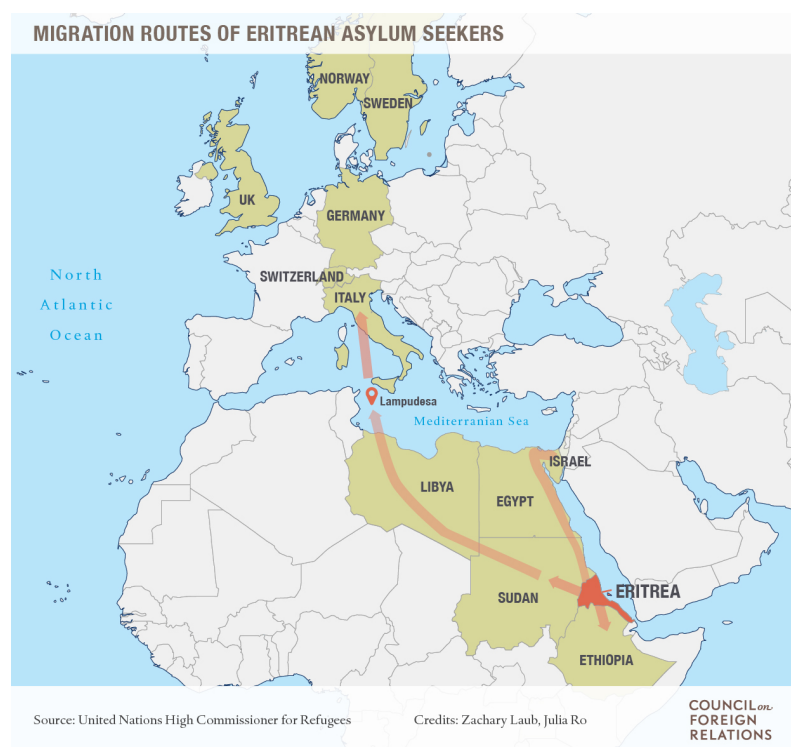 MIGRATION ROUTES OF ERITREAN ASYLUM SEEKERS
NORWAY
SWEDEN
UK
GERMANY
North
Atlantic
Ocean
SWITZERLAND
ITALY
Lampudesa
Mediterranean Sea
ISRAEL
LIBYA
EGYPT
SUDAN
ERITREA
ETHIOPIA
Source: United Nations High Commissioner for Refugees
Credits: Zachary Laub, Julia Ro
COUNCIL on
FOREIGN
RELATIONS